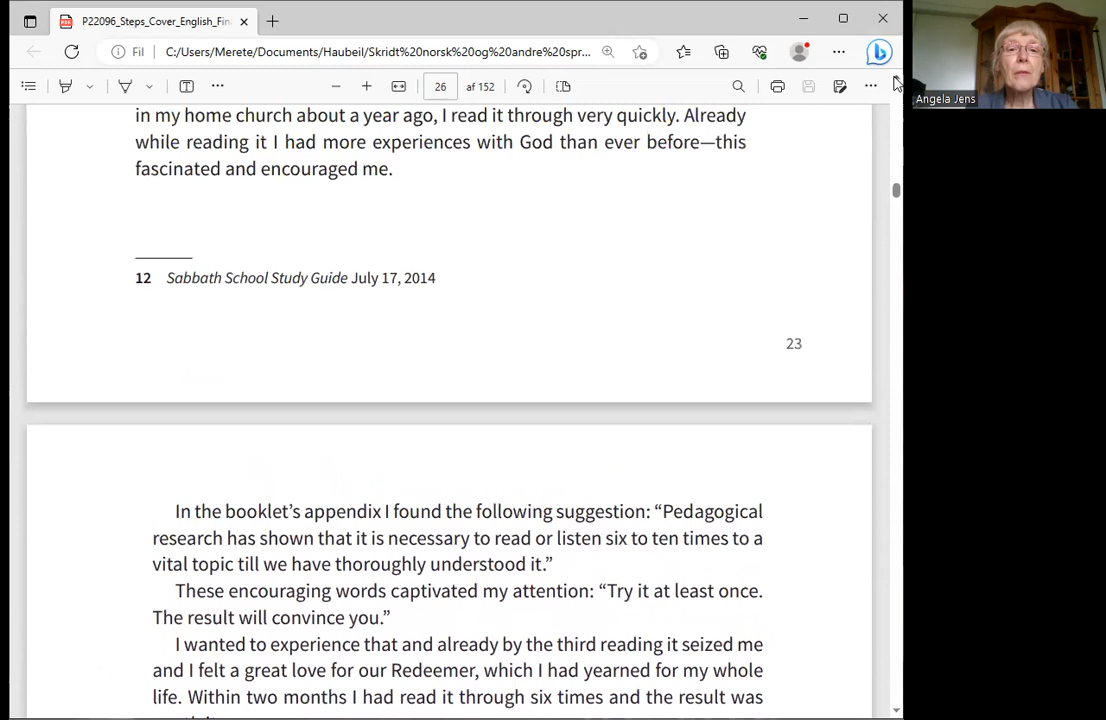 P22096_Steps_Cover_English_Fin
Fil
C:/Users/Merete/Documents/Haubeil/Skridt%20norsk%20og%20andre%20spr...
26
af 152
in my home church about a year ago, I read it through very quickly. Already
while reading it I had more experiences with God than ever before—this
fascinated and encouraged me.
12 Sabbath School Study Guide July 17, 2014
23
In the booklet’s appendix I found the following suggestion: “Pedagogical
research has shown that it is necessary to read or listen six to ten times to a
vital topic till we have thoroughly understood it.”
These encouraging words captivated my attention: “Try it at least once.
The result will convince you.”
I wanted to experience that and already by the third reading it seized me
and I felt a great love for our Redeemer, which I had yearned for my whole
life. Within two months I had read it through six times and the result was
Angela Jens